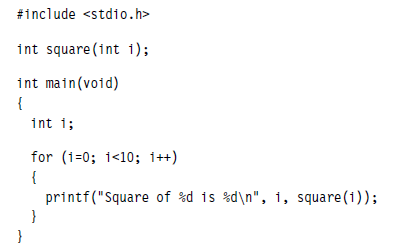 #include <stdio.h>
int square(int i);
int main(void)
{
int i;
for (i=0; i<10; i++)
{
printf("Square of %d is %d\n", i, square(i));
}
}